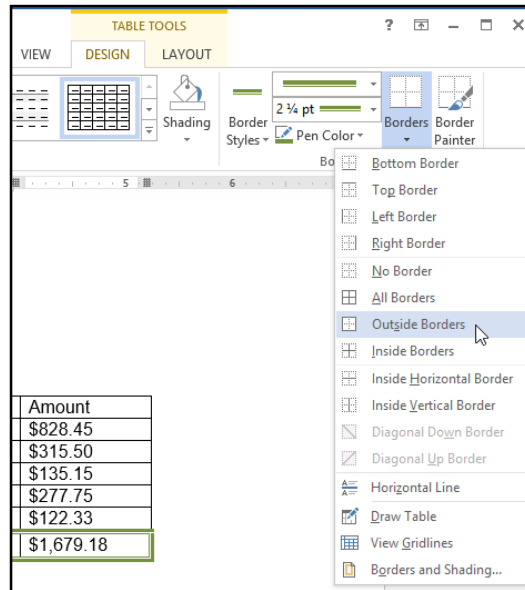 TABLE TOOLS
?
VIEW DESIGN LAYOUT
Shading
Border Styles
2 ¼ pt
Pen Color
Borders
Border Painter
Bo
5 6
Bottom Border
Top Border
Left Border
Right Border
No Border
All Borders
Outside Borders
Inside Borders
Inside Horizontal Border
Inside Vertical Border
Diagonal Down Border
Diagonal Up Border
Horizontal Line
Draw Table
View Gridlines
Borders and Shading...
Amount
$828.45
$315.50
$135.15
$277.75
$122.33
$1,679.18